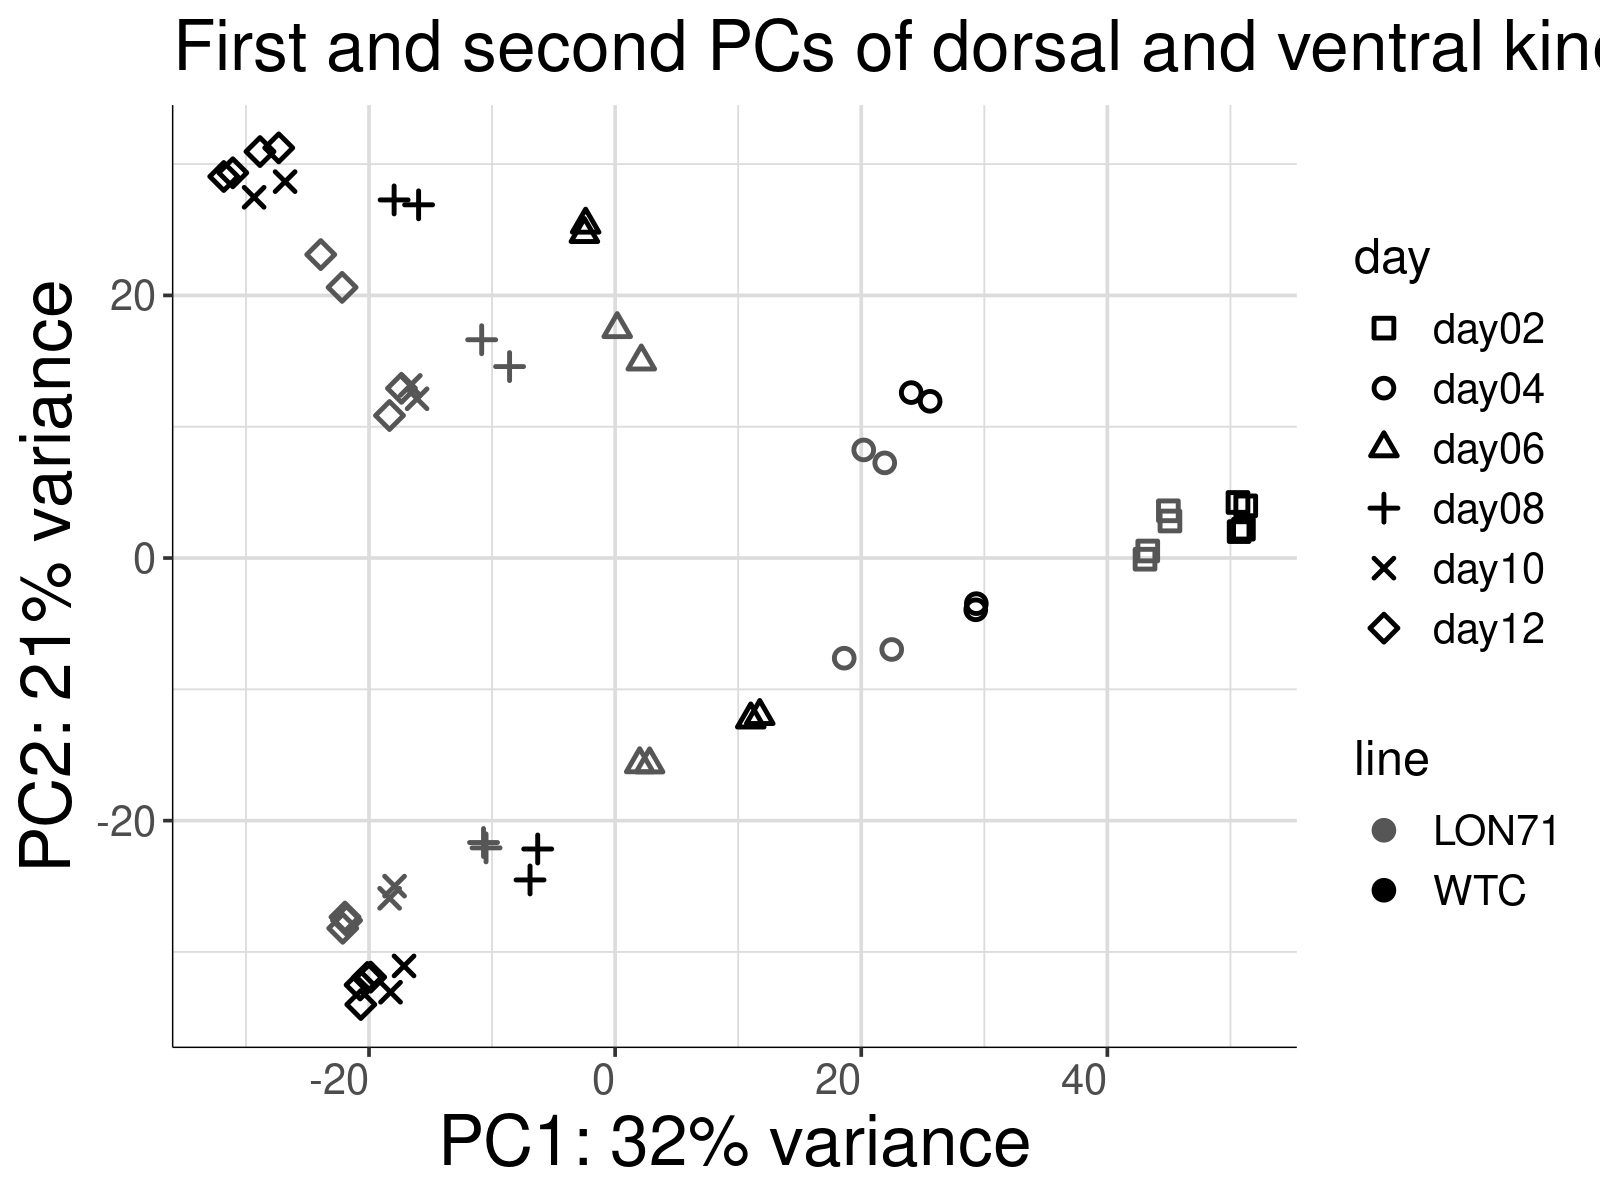 First and second PCs of dorsal and ventral
PC2: 21% variance
20
0
-20
-20
0
20
40
PC1: 32% variance
day
day02
day04
day06
day08
day10
day12
line
LON71
WTC